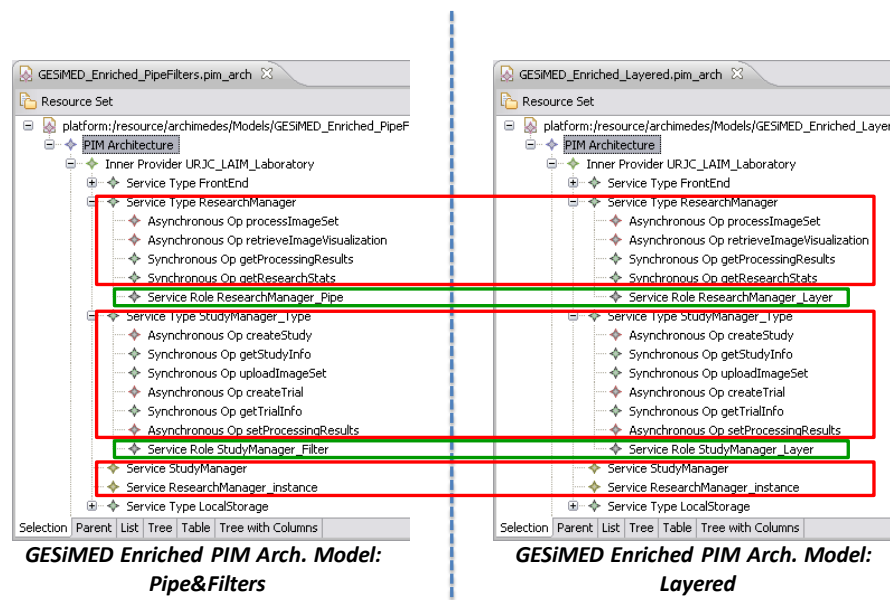 GESiMED_Enriched_PipeFilters.pim_arch
Resource Set
platform:/resource/archimedes/Models/GESiMED_Enriched_PipeF
PIM Architecture
Inner Provider URJC_LAIM_Laboratory
Service Type FrontEnd
Service Type ResearchManager
Asynchronous Op processImageSet
Asynchronous Op retrieveImageVisualization
Synchronous Op getProcessingResults
Synchronous Op getResearchStats
Service Role ResearchManager_Pipe
Service Type StudyManager_Type
Asynchronous Op createStudy
Synchronous Op getStudyInfo
Synchronous Op uploadImageSet
Asynchronous Op createTrial
Synchronous Op getTrialInfo
Asynchronous Op setProcessingResults
Service Role StudyManager_Filter
Service StudyManager
Service ResearchManager_instance
Service Type LocalStorage
Selection Parent List Tree Table Tree with Columns
GESiMED Enriched PIM Arch. Model:
Pipe&Filters
GESiMED_Enriched_Layered.pim_arch
Resource Set
platform:/resource/archimedes/Models/GESiMED_Enriched_Layer
PIM Architecture
Inner Provider URJC_LAIM_Laboratory
Service Type FrontEnd
Service Type ResearchManager
Asynchronous Op processImageSet
Asynchronous Op retrieveImageVisualization
Synchronous Op getProcessingResults
Synchronous Op getResearchStats
Service Role ResearchManager_Layer
Service Type StudyManager_Type
Asynchronous Op createStudy
Synchronous Op getStudyInfo
Synchronous Op uploadImageSet
Asynchronous Op createTrial
Synchronous Op getTrialInfo
Asynchronous Op setProcessingResults
Service Role StudyManager_Layer
Service StudyManager
Service ResearchManager_instance
Service Type LocalStorage
Selection Parent List Tree Table Tree with Columns
GESiMED Enriched PIM Arch. Model:
Layered